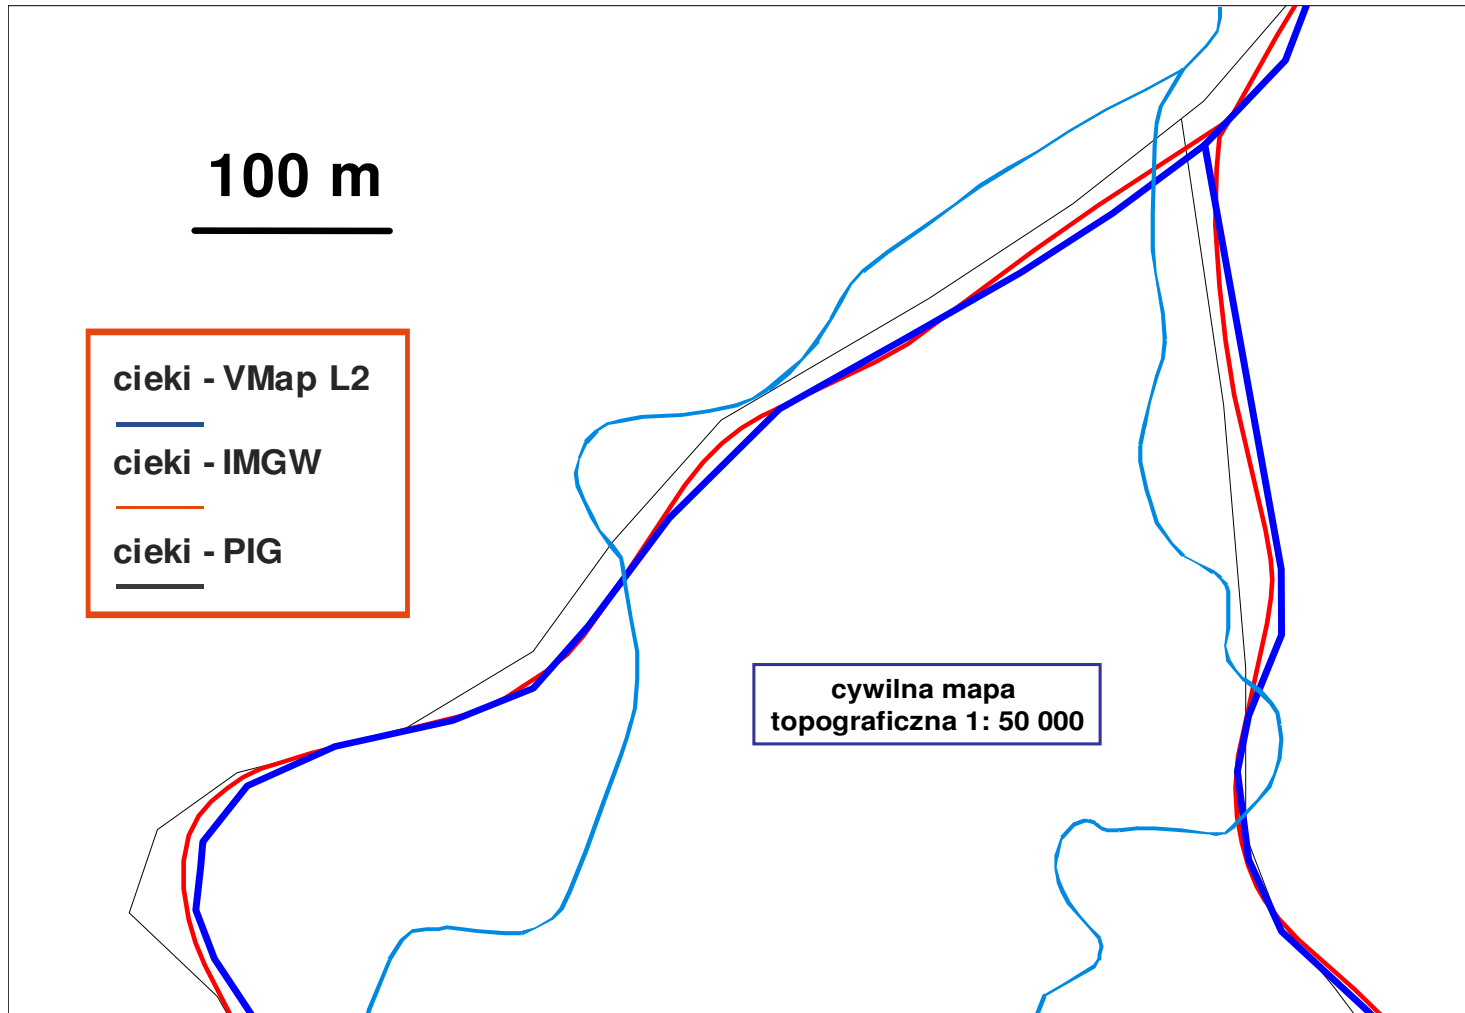 100 m
cieki - VMap L2
cieki - IMGW
cieki - PIG
cywilna mapa
topograficzna 1: 50 000